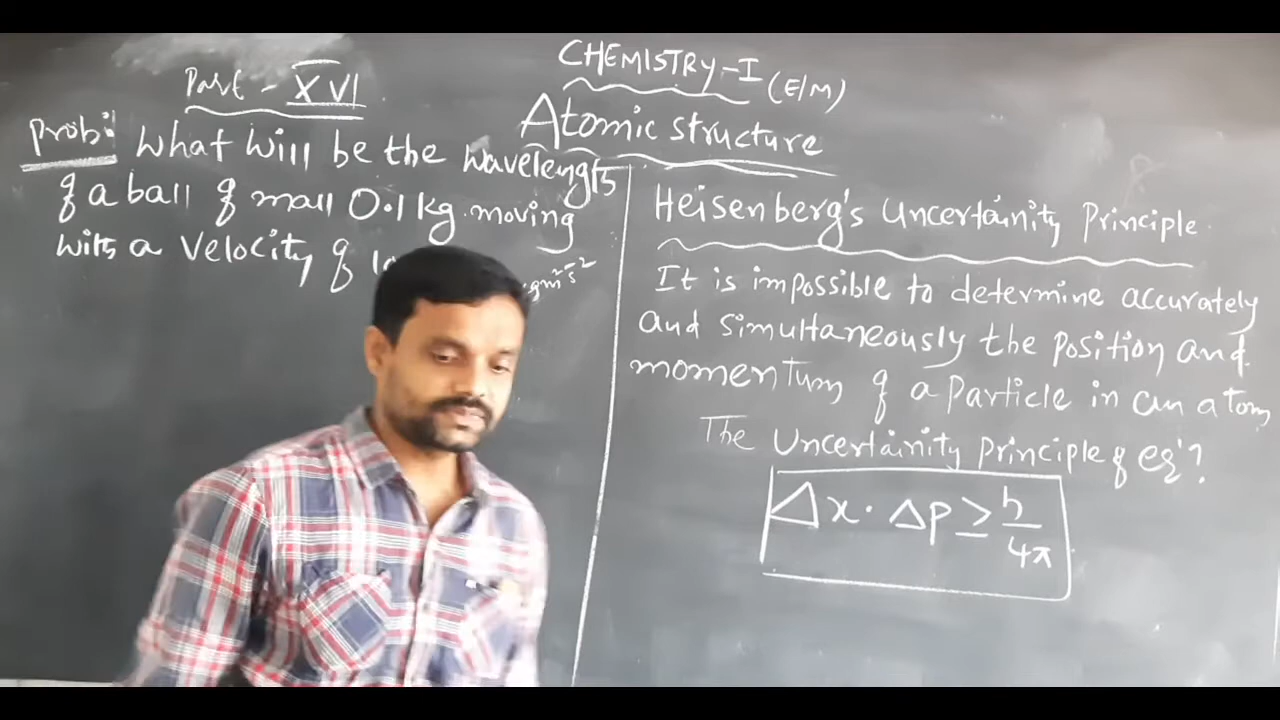 CHEMISTRY-I (E/M)
Part - XVI
Atomic structure
Prob: What will be the wavelength
of a ball of mass 0.1 kg moving
with a velocity of
Heisenberg's Uncertainity Principle.
It is impossible to determine accurately
and simultaneously the position and
momentum of a particle in an atom
The Uncertainity principle of eqn?
Δx. Δp ≥ h/4π